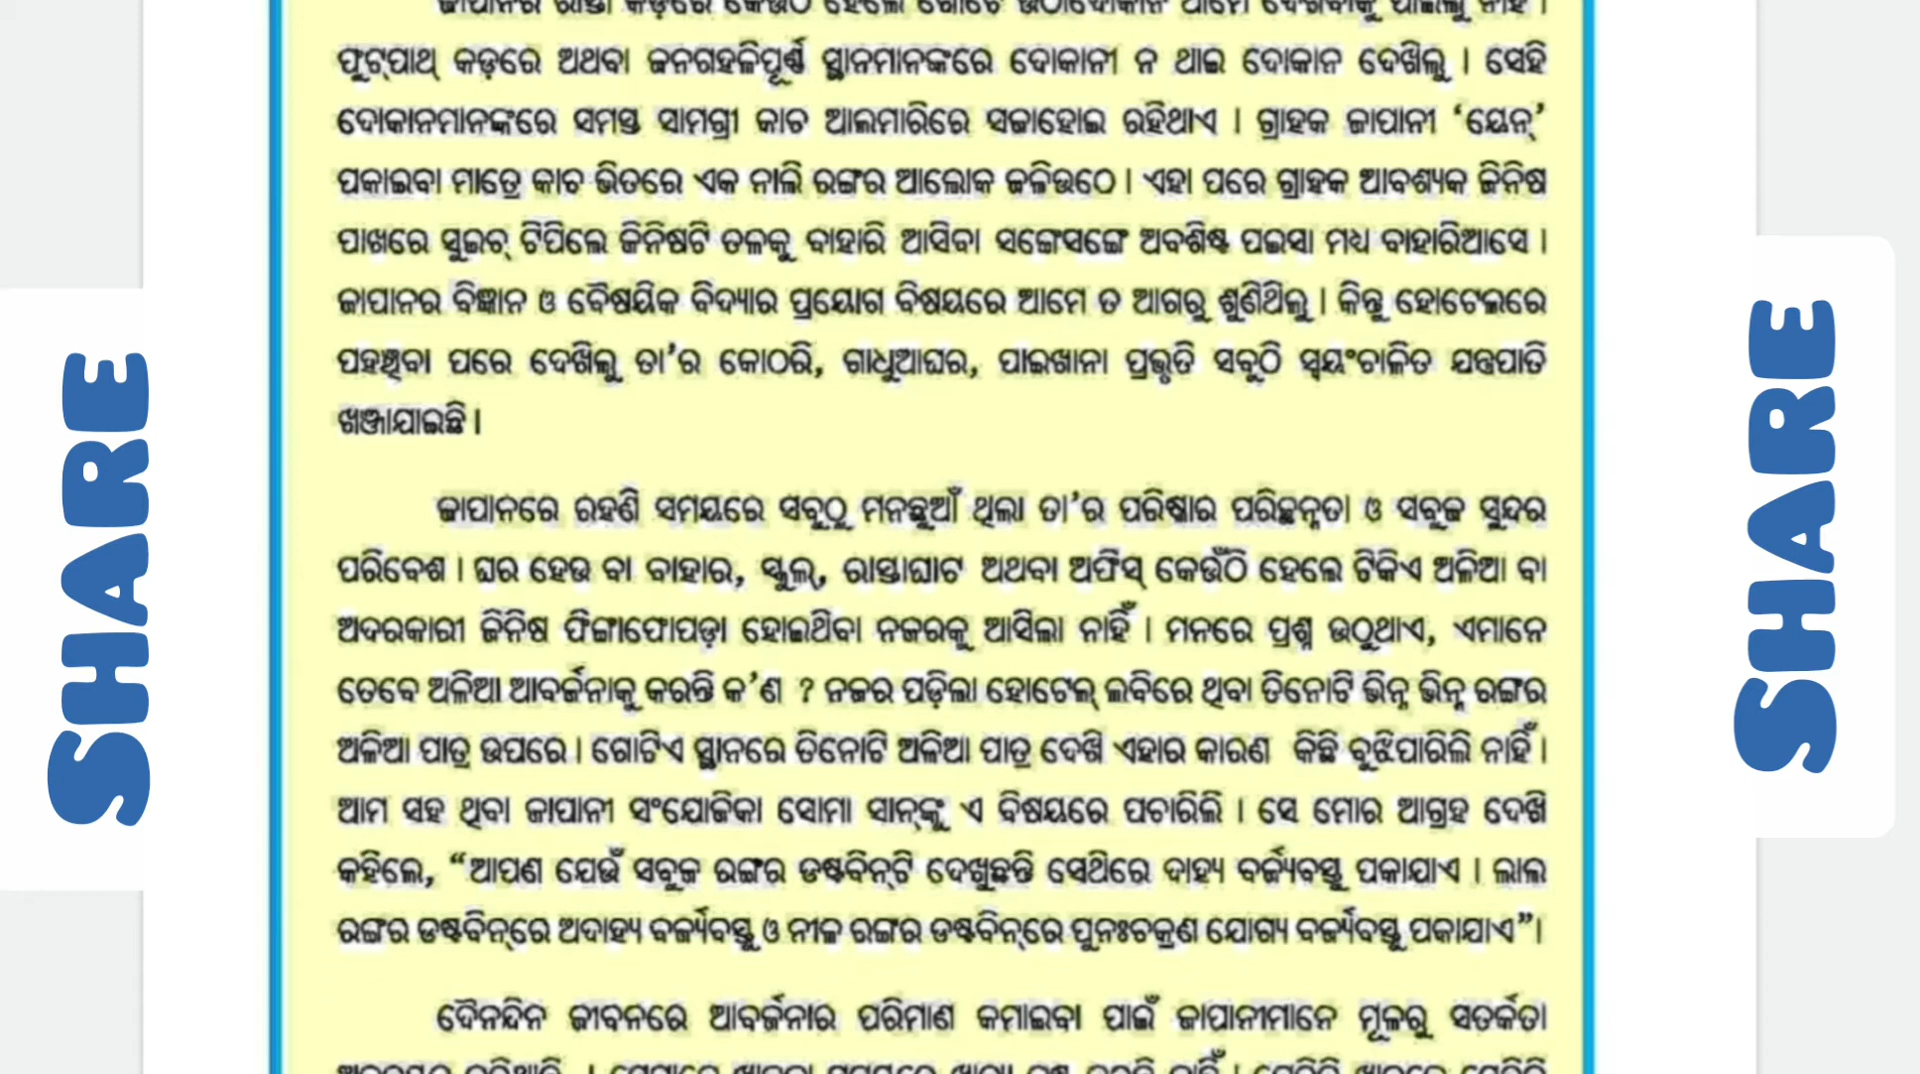 ଜାପାନର ରାସ୍ତା କଡ଼ରେ କେଉଁଠି ହେଲେ ଗୋଟେ ଉଠାଦୋକାନ ଆମେ ଦେଖିବାକୁ ପାଇଲୁ ନାହିଁ ।
ଫୁଟ୍‌ପାଥ୍ କଡ଼ରେ ଅଥବା ଜନଗହଳିପୂର୍ଣ୍ଣ ସ୍ଥାନମାନଙ୍କରେ ଦୋକାନୀ ନ ଥାଇ ଦୋକାନ ଦେଖିଲୁ । ସେହି
ଦୋକାନମାନଙ୍କରେ ସମସ୍ତ ସାମଗ୍ରୀ କାଚ ଆଲମାରିରେ ସଜାହୋଇ ରହିଥାଏ । ଗ୍ରାହକ ଜାପାନୀ ‘ୟେନ୍’
ପକାଇବା ମାତ୍ରେ କାଚ ଭିତରେ ଏକ ନାଲି ରଙ୍ଗର ଆଲୋକ ଜଳିଉଠେ । ଏହା ପରେ ଗ୍ରାହକ ଆବଶ୍ୟକ ଜିନିଷ
ପାଖରେ ସୁଇଚ୍ ଟିପିଲେ ଜିନିଷଟି ତଳକୁ ବାହାରି ଆସିବା ସଙ୍ଗେସଙ୍ଗେ ଅବଶିଷ୍ଟ ପଇସା ମଧ୍ୟ ବାହାରିଆସେ ।
ଜାପାନର ବିଜ୍ଞାନ ଓ ବୈଷୟିକ ବିଦ୍ୟାର ପ୍ରୟୋଗ ବିଷୟରେ ଆମେ ତ ଆଗରୁ ଶୁଣିଥିଲୁ । କିନ୍ତୁ ହୋଟେଲରେ
ପହଞ୍ଚିବା ପରେ ଦେଖିଲୁ ତା’ର କୋଠରି, ଗାଧୁଆଘର, ପାଇଖାନା ପ୍ରଭୃତି ସବୁଠି ସ୍ୱୟଂଚାଳିତ ଯନ୍ତ୍ରପାତି
ଖଞ୍ଜାଯାଇଛି ।
ଜାପାନରେ ରହଣି ସମୟରେ ସବୁଠୁ ମନଛୁଆଁ ଥିଲା ତା’ର ପରିଷ୍କାର ପରିଚ୍ଛନ୍ନତା ଓ ସବୁଜ ସୁନ୍ଦର
ପରିବେଶ । ଘର ହେଉ ବା ବାହାର, ସ୍କୁଲ୍, ରାସ୍ତାଘାଟ ଅଥବା ଅଫିସ୍ କେଉଁଠି ହେଲେ ଟିକିଏ ଅଳିଆ ବା
ଅଦରକାରୀ ଜିନିଷ ଫିଙ୍ଗାଫୋପଡ଼ା ହୋଇଥିବା ନଜରକୁ ଆସିଲା ନାହିଁ । ମନରେ ପ୍ରଶ୍ନ ଉଠୁଥାଏ, ଏମାନେ
ତେବେ ଅଳିଆ ଆବର୍ଜନାକୁ କରନ୍ତି କ’ଣ ? ନଜର ପଡ଼ିଲା ହୋଟେଲ୍ ଲବିରେ ଥିବା ତିନୋଟି ଭିନ୍ନ ଭିନ୍ନ ରଙ୍ଗର
ଅଳିଆ ପାତ୍ର ଉପରେ । ଗୋଟିଏ ସ୍ଥାନରେ ତିନୋଟି ଅଳିଆ ପାତ୍ର ଦେଖି ଏହାର କାରଣ କିଛି ବୁଝିପାରିଲି ନାହିଁ ।
ଆମ ସହ ଥିବା ଜାପାନୀ ସଂଯୋଜିକା ସୋମା ସାନ୍‌ଙ୍କୁ ଏ ବିଷୟରେ ପଚାରିଲି । ସେ ମୋର ଆଗ୍ରହ ଦେଖି
କହିଲେ, “ଆପଣ ଯେଉଁ ସବୁଜ ରଙ୍ଗର ଡଷ୍ଟବିନ୍‌ଟି ଦେଖୁଛନ୍ତି ସେଥିରେ ଦାହ୍ୟ ବର୍ଜ୍ୟବସ୍ତୁ ପକାଯାଏ । ଲାଲ
ରଙ୍ଗର ଡଷ୍ଟବିନ୍‌ରେ ଅଦାହ୍ୟ ବର୍ଜ୍ୟବସ୍ତୁ ଓ ନୀଳ ରଙ୍ଗର ଡଷ୍ଟବିନ୍‌ରେ ପୁନଃଚକ୍ରଣ ଯୋଗ୍ୟ ବର୍ଜ୍ୟବସ୍ତୁ ପକାଯାଏ” ।
ଦୈନନ୍ଦିନ ଜୀବନରେ ଆବର୍ଜନାର ପରିମାଣ କମାଇବା ପାଇଁ ଜାପାନୀମାନେ ମୂଳରୁ ସତର୍କତା
SHARE
SHARE